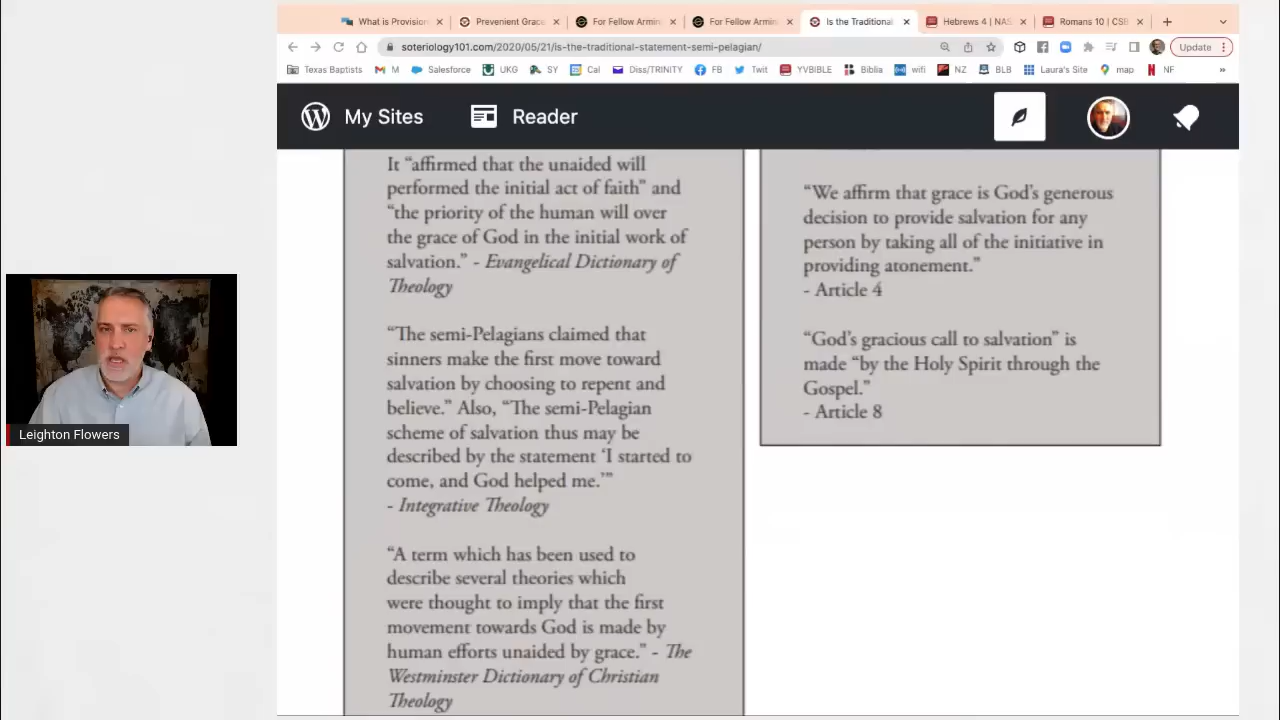 What is Provision
Prevenient Grace
For Fellow Armin
For Fellow Armin
Is the Traditional
Hebrews 4 | NAS
Romans 10 | CSB
soteriology101.com/2020/05/21/is-the-traditional-statement-semi-pelagian/
Update
Texas Baptists
M
Salesforce
UKG
SY
Cal
Diss/TRINITY
FB
Twit
YVBIBLE
Biblia
wifi
NZ
BLB
Laura's Site
map
NF
»
My Sites
Reader
It “affirmed that the unaided will
performed the initial act of faith” and
“the priority of the human will over
the grace of God in the initial work of
salvation.” - Evangelical Dictionary of
Theology
“The semi-Pelagians claimed that
sinners make the first move toward
salvation by choosing to repent and
believe.” Also, “The semi-Pelagian
scheme of salvation thus may be
described by the statement ‘I started to
come, and God helped me.’”
- Integrative Theology
“A term which has been used to
describe several theories which
were thought to imply that the first
movement towards God is made by
human efforts unaided by grace.” - The
Westminster Dictionary of Christian
Theology
“We affirm that grace is God’s generous
decision to provide salvation for any
person by taking all of the initiative in
providing atonement.”
- Article 4
“God’s gracious call to salvation” is
made “by the Holy Spirit through the
Gospel.”
- Article 8
Leighton Flowers